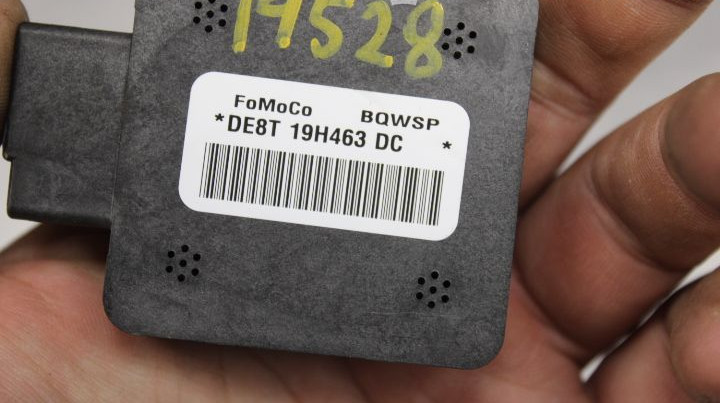 14528
FoMoCo BQWSP
*DE8T 19H463 DC *